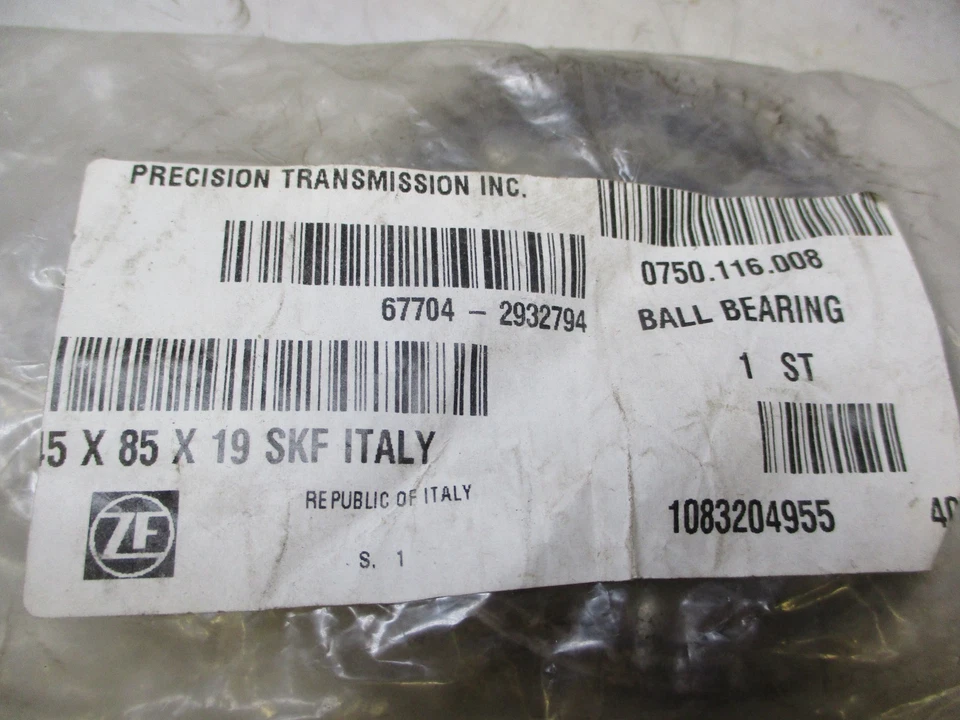 PRECISION TRANSMISSION INC.
67704 - 2932794
0750.116.008
BALL BEARING
1 ST
45 X 85 X 19 SKF ITALY
REPUBLIC OF ITALY
S. 1
1083204955
ZF